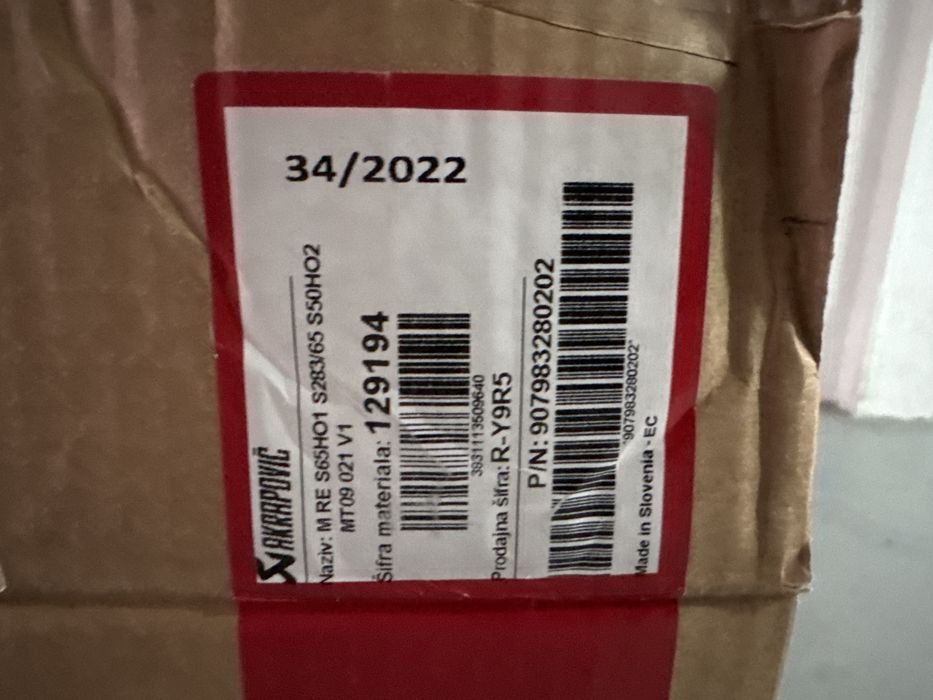 34/2022
AKRAPOVIČ
Naziv: M RE S65HO1 S283/65 S50HO2
MT09 021 V1
Šifra materiala: 129194
3831113509640
Prodajna šifra: R-Y9R5
P/N: 907983280202
*907983280202*
Made in Slovenia - EC